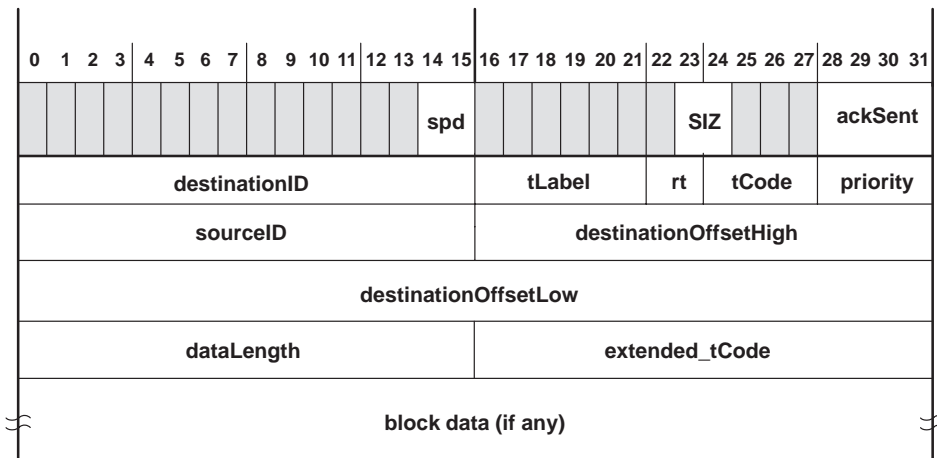 0 1 2 3 4 5 6 7 8 9 10 11 12 13 14 15 16 17 18 19 20 21 22 23 24 25 26 27 28 29 30 31
spd SIZ ackSent
destinationID tLabel rt tCode priority
sourceID destinationOffsetHigh
destinationOffsetLow
dataLength extended_tCode
block data (if any)